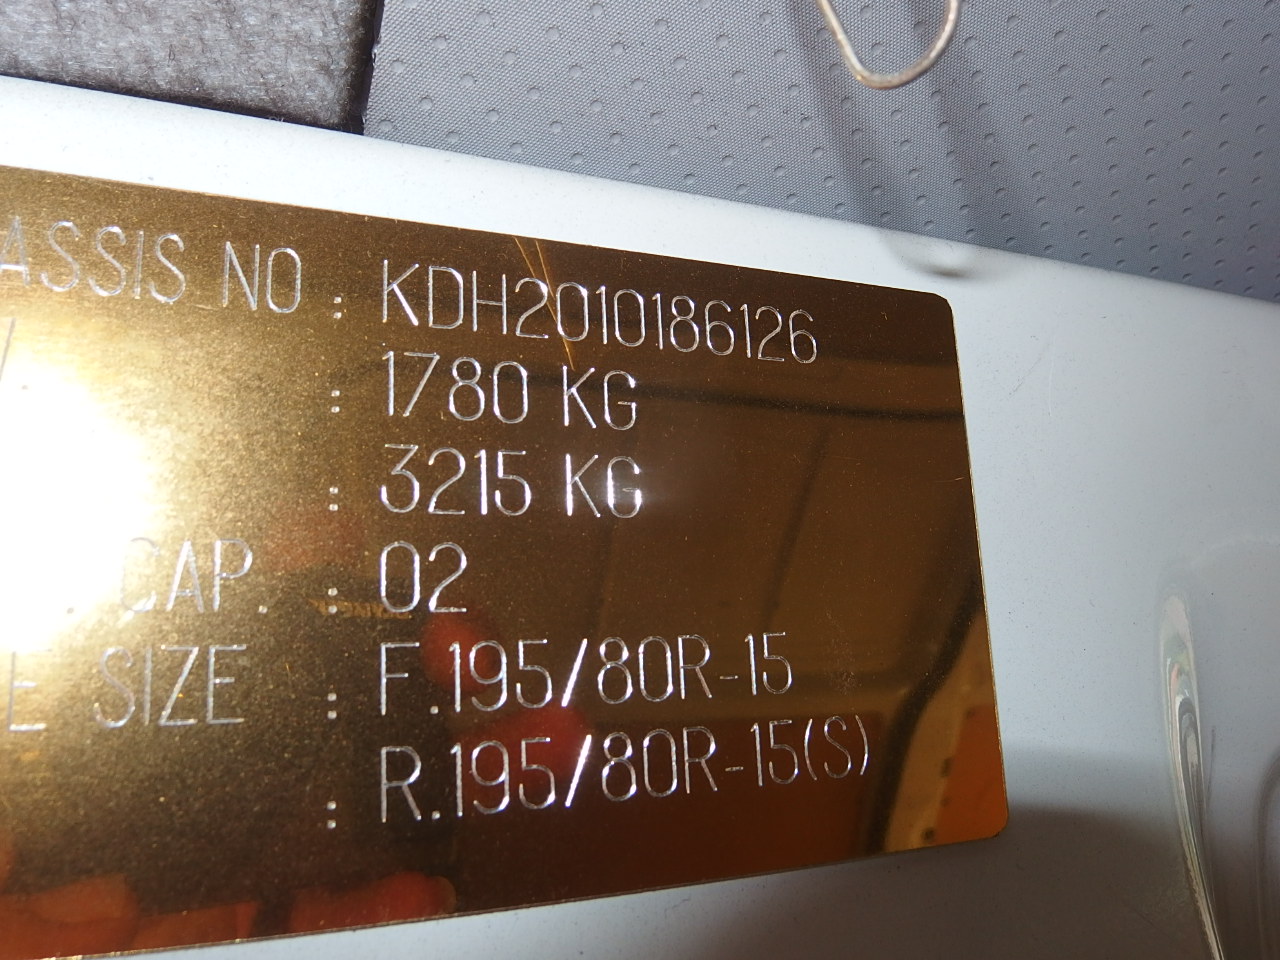 ASSIS NO : KDH2010186126
: 1780 KG
: 3215 KG
CAP. : 02
E SIZE : F.195/80R-15
: R.195/80R-15(S)